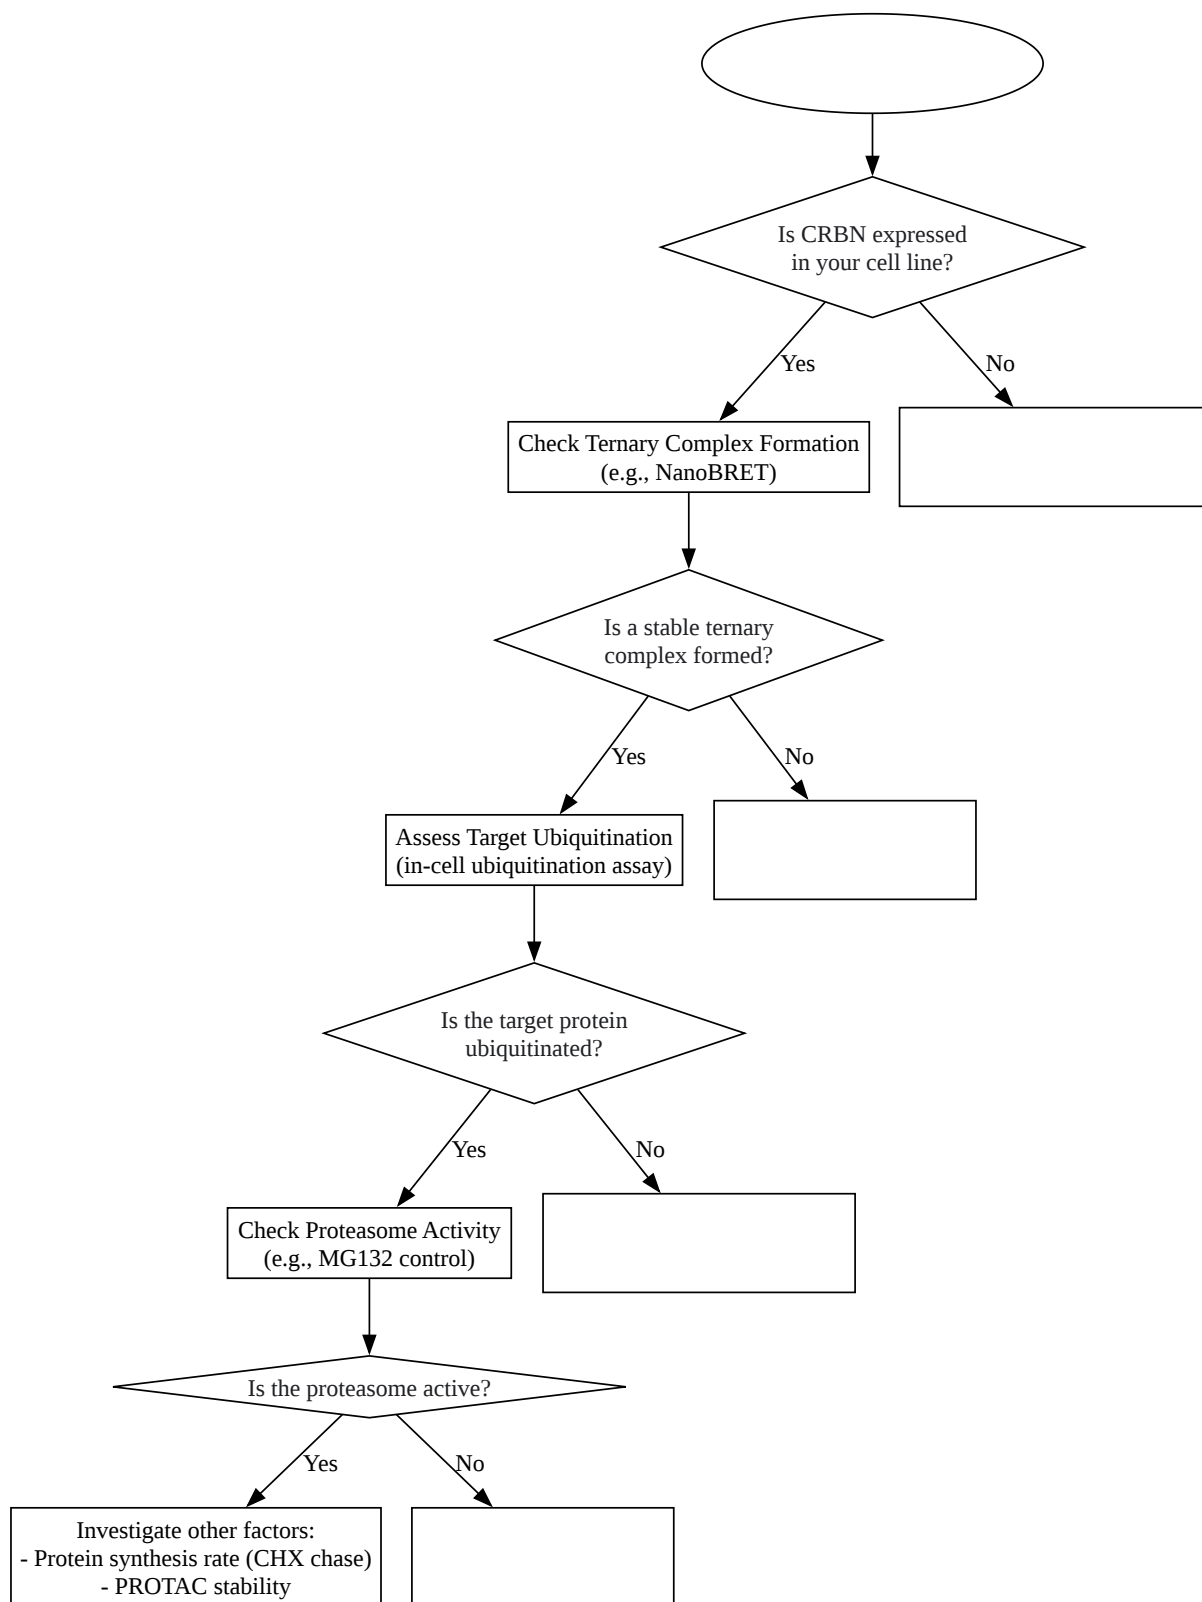 Is CRBN expressed
in your cell line?
Yes
No
Check Ternary Complex Formation
(e.g., NanoBRET)
Is a stable ternary
complex formed?
Yes
No
Assess Target Ubiquitination
(in-cell ubiquitination assay)
Is the target protein
ubiquitinated?
Yes
No
Check Proteasome Activity
(e.g., MG132 control)
Is the proteasome active?
Yes
No
Investigate other factors:
- Protein synthesis rate (CHX chase)
- PROTAC stability